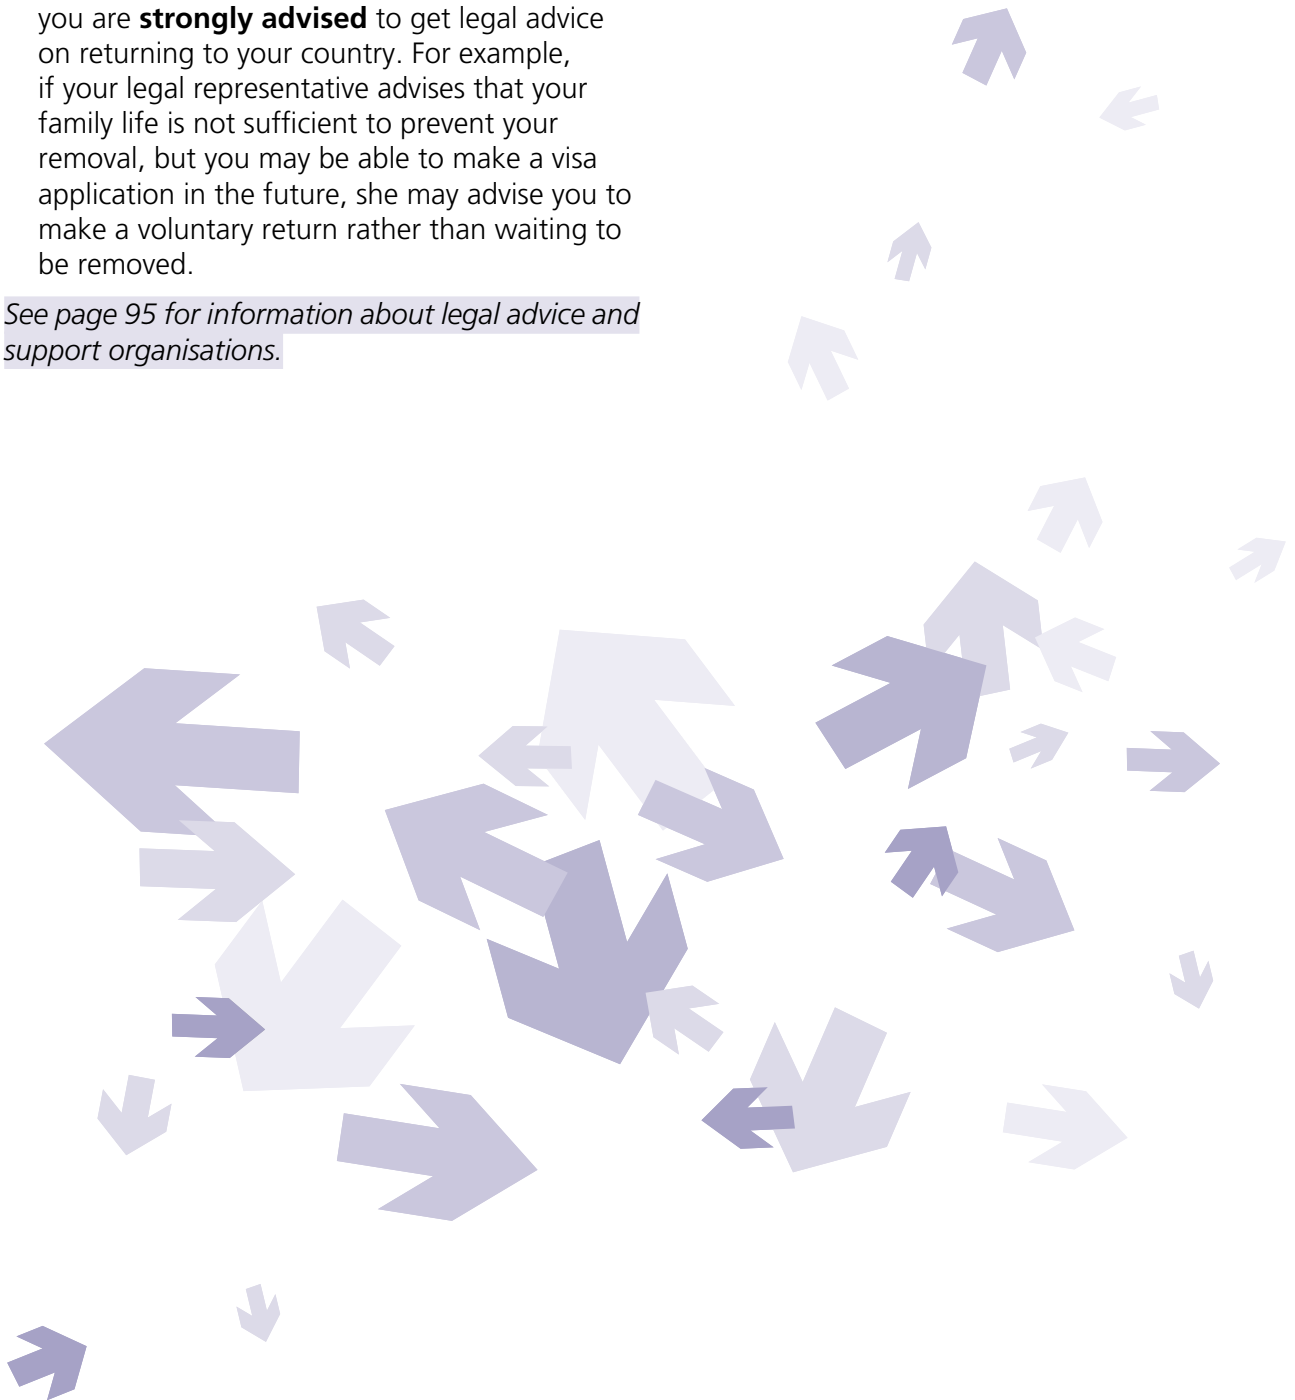 you are strongly advised to get legal advice
on returning to your country. For example,
if your legal representative advises that your
family life is not sufficient to prevent your
removal, but you may be able to make a visa
application in the future, she may advise you to
make a voluntary return rather than waiting to
be removed.
See page 95 for information about legal advice and
support organisations.